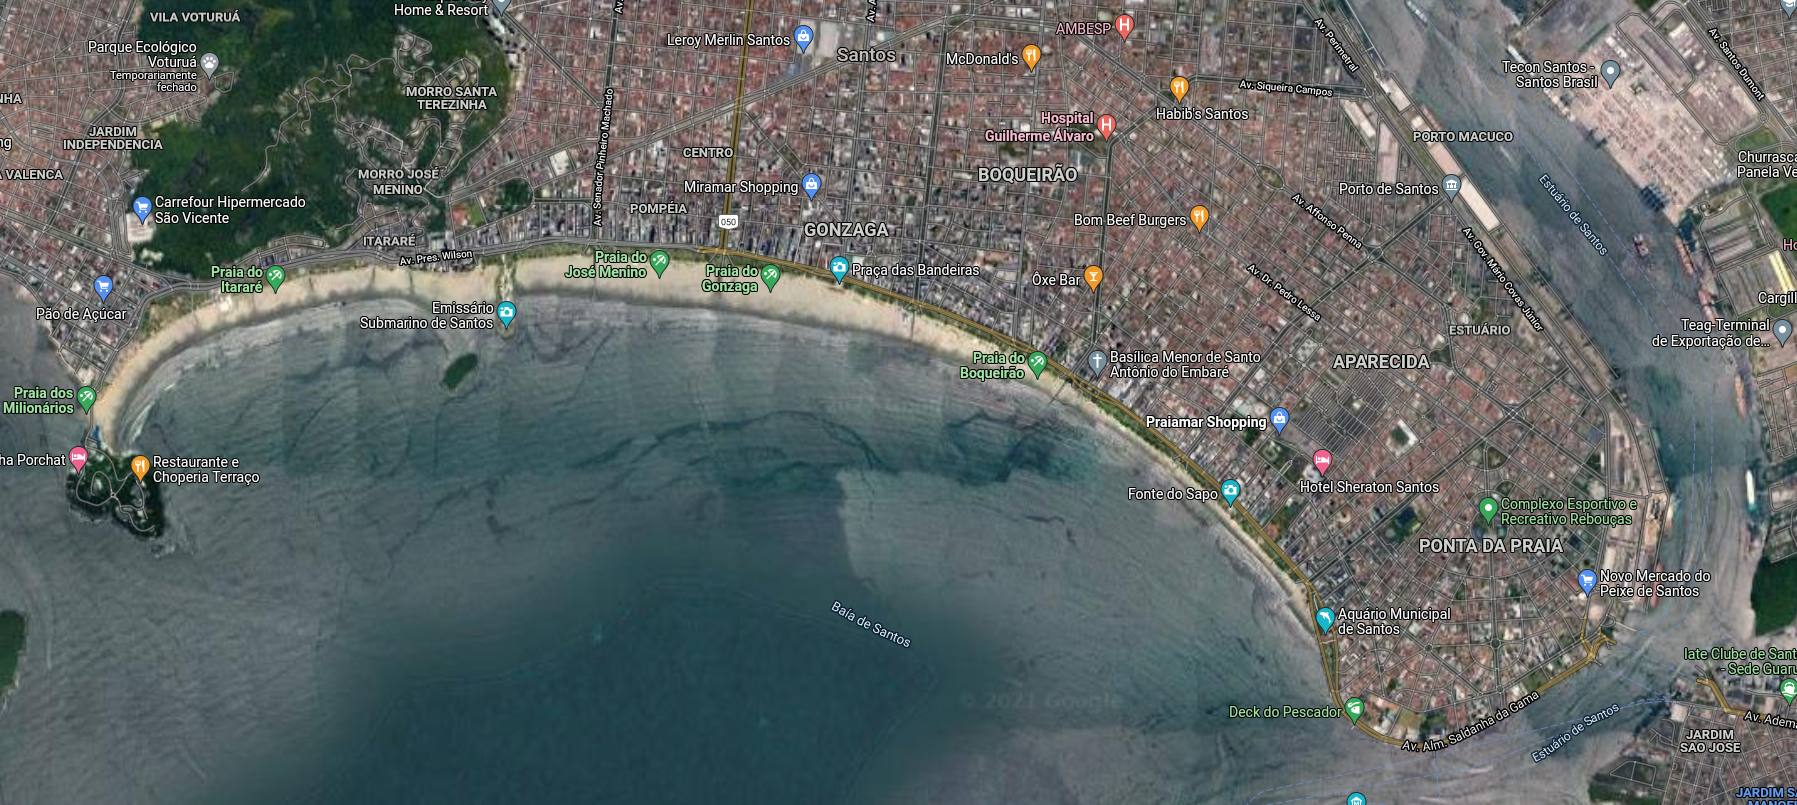 VILA VOTURUÁ
Home & Resort
Parque Ecológico
Voturuá
Temporariamente
fechado
Leroy Merlin Santos
Santos
McDonald's
AMBESP
Av. Perimetral
Av. Santos Dumont
Tecon Santos -
Santos Brasil
MORRO SANTA
TEREZINHA
Av. Siqueira Campos
Habib's Santos
Hospital
Guilherme Álvaro
JARDIM
INDEPENDENCIA
Av. Senador Pinheiro Machado
PORTO MACUCO
CENTRO
BOQUEIRÃO
MORRO JOSÉ
MENINO
Churrasca
Panela Ve
Estuário de Santos
Porto de Santos
Miramar Shopping
Carrefour Hipermercado
São Vicente
POMPÉIA
050
GONZAGA
Bom Beef Burgers
Av. Affonso Penna
ITARARÉ
Av. Pres. Wilson
Praia do
Itararé
Praia do
José Menino
Praia do
Gonzaga
Praça das Bandeiras
Ôxe Bar
Av. Dr. Pedro Lessa
Av. Gov. Mário Covas Júnior
Cargill
Pão de Açúcar
Emissário
Submarino de Santos
ESTUÁRIO
Teag-Terminal
de Exportação de...
Praia do
Boqueirão
Basílica Menor de Santo
Antônio do Embaré
APARECIDA
Praia dos
Milionários
Praiamar Shopping
ha Porchat
Restaurante e
Choperia Terraço
Fonte do Sapo
Hotel Sheraton Santos
Complexo Esportivo e
Recreativo Rebouças
PONTA DA PRAIA
Novo Mercado do
Peixe de Santos
Baía de Santos
Aquário Municipal
de Santos
Iate Clube de Sant
- Sede Guaru
Deck do Pescador
Av. Alm. Saldanha da Gama
Estuário de Santos
Av. Adema
JARDIM
SAO JOSE
JARDIM SA